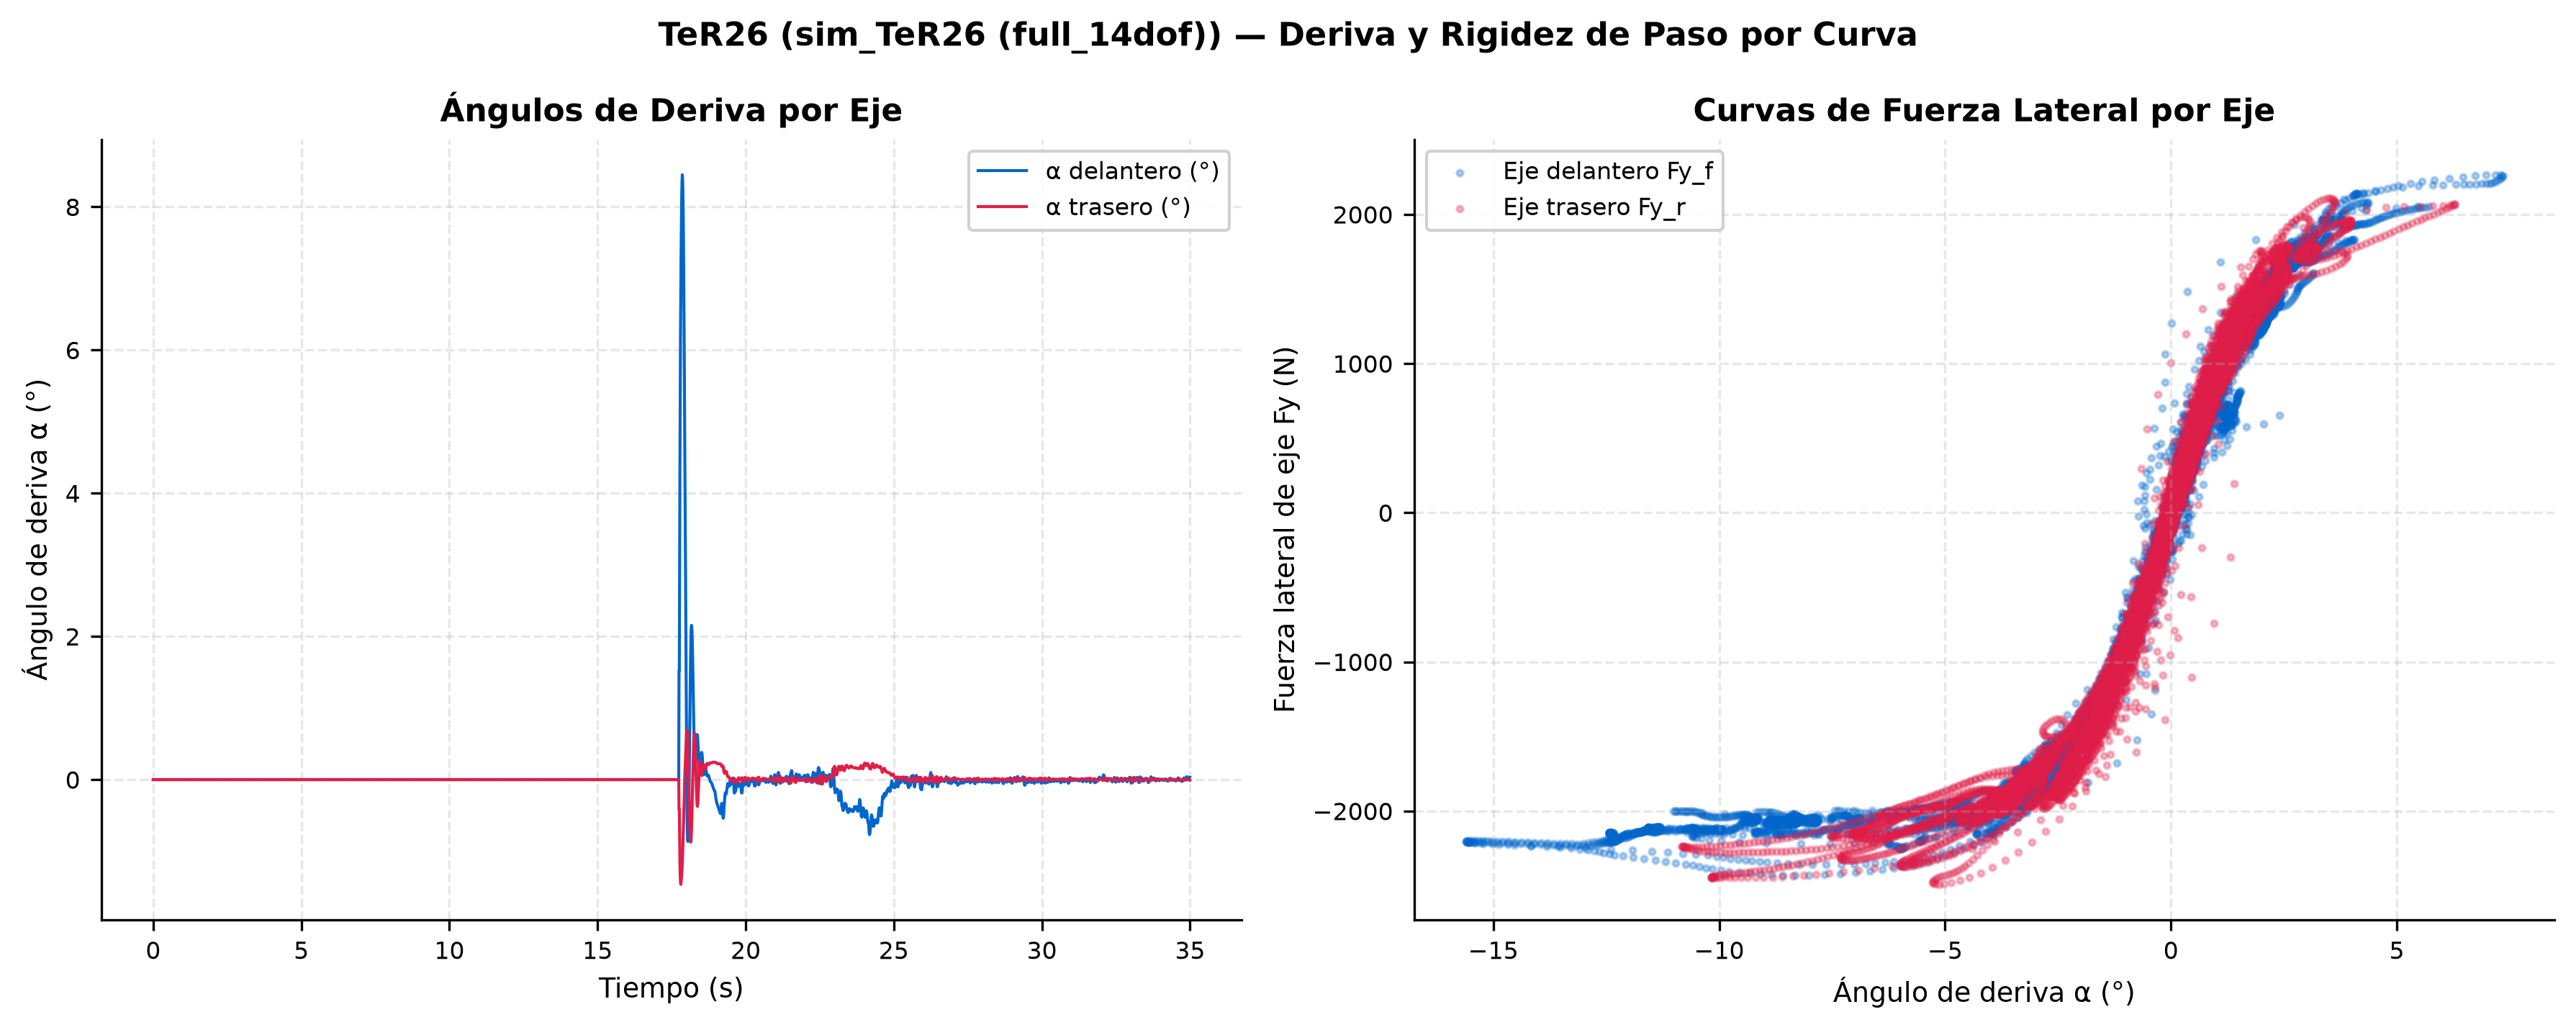 TeR26 (sim_TeR26 (full_14dof)) — Deriva y Rigidez de Paso por Curva
Ángulos de Deriva por Eje
α delantero (°)
α trasero (°)
Ángulo de deriva α (°)
8
6
4
2
0
0
5
10
15
20
25
30
35
Tiempo (s)
Curvas de Fuerza Lateral por Eje
Eje delantero Fy_f
Eje trasero Fy_r
Fuerza lateral de eje Fy (N)
2000
1000
0
−1000
−2000
−15
−10
−5
0
5
Ángulo de deriva α (°)